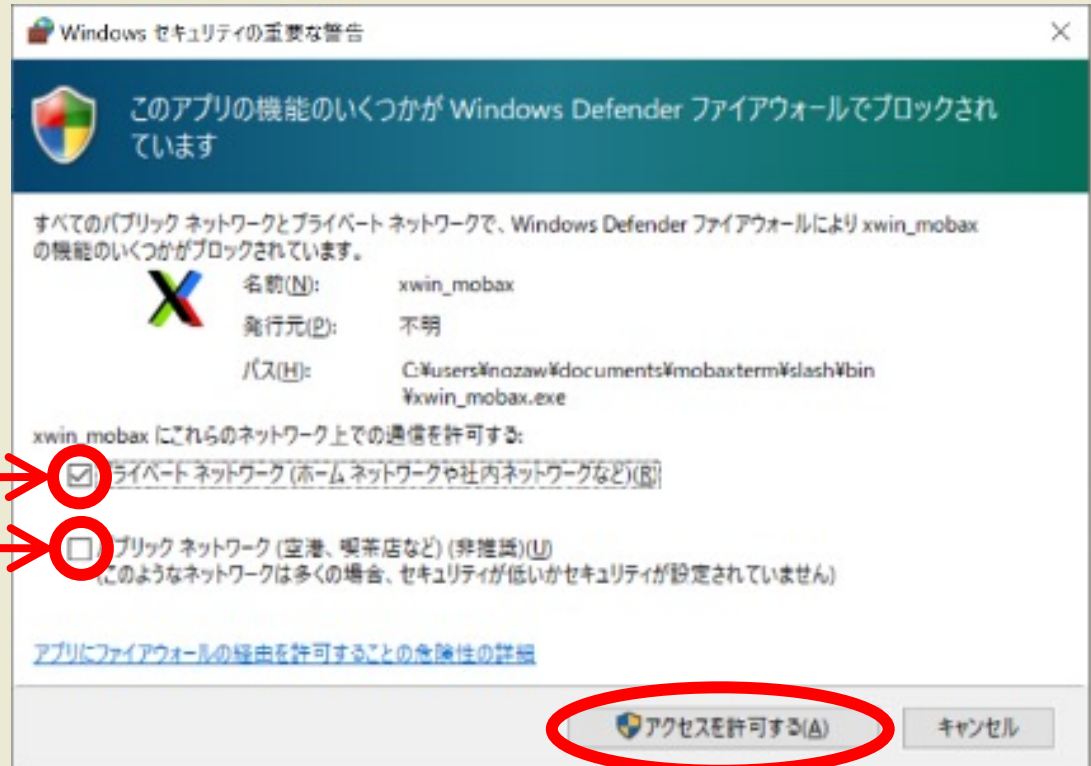 Windows セキュリティの重要な警告
このアプリの機能のいくつかが Windows Defender ファイアウォールでブロックされ
ています
すべてのパブリック ネットワークとプライベート ネットワークで、Windows Defender ファイアウォールにより xwin_mobax
の機能のいくつかがブロックされています。
名前(N): xwin_mobax
発行元(P): 不明
パス(H): C:¥users¥nozaw¥documents¥mobaxterm¥slash¥bin
¥xwin_mobax.exe
xwin_mobax にこれらのネットワーク上での通信を許可する:
プライベート ネットワーク (ホーム ネットワークや社内ネットワークなど)(R)
パブリック ネットワーク (空港、喫茶店など) (非推奨)(U)
(このようなネットワークは多くの場合、セキュリティが低いかセキュリティが設定されていません)
アプリにファイアウォールの経由を許可することの危険性の詳細
アクセスを許可する(A) キャンセル